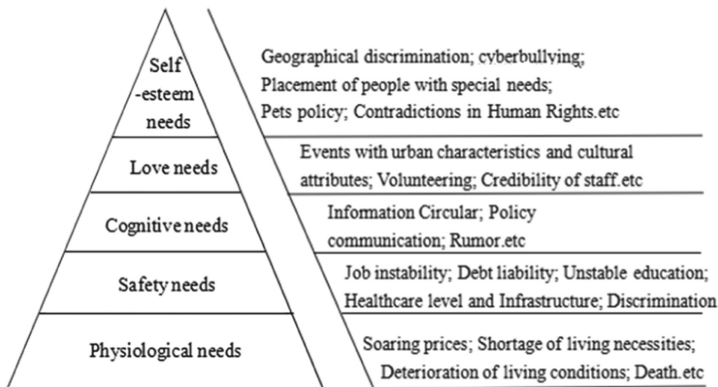 Self
-esteem
needs
Geographical discrimination; cyberbullying;
Placement of people with special needs;
Pets policy; Contradictions in Human Rights.etc
Love needs
Events with urban characteristics and cultural
attributes; Volunteering; Credibility of staff.etc
Cognitive needs
Information Circular; Policy
communication; Rumor.etc
Safety needs
Job instability; Debt liability; Unstable education;
Healthcare level and Infrastructure; Discrimination
Physiological needs
Soaring prices; Shortage of living necessities;
Deterioration of living conditions; Death.etc